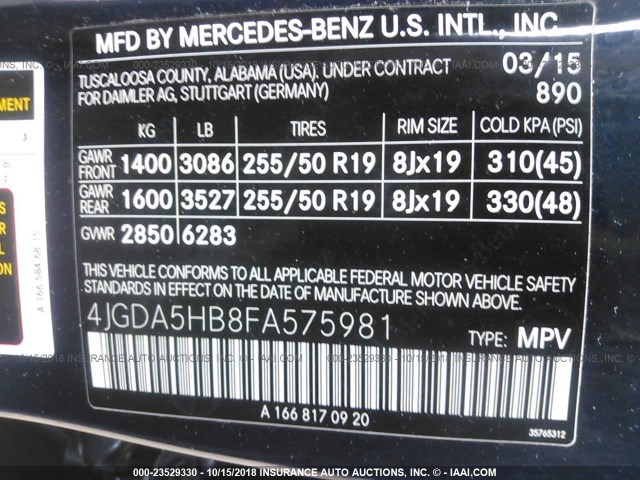 MFD BY MERCEDES-BENZ U.S. INTL., INC.
TUSCALOOSA COUNTY, ALABAMA (USA). UNDER CONTRACT 03/15
FOR DAIMLER AG, STUTTGART (GERMANY) 890
KG LB TIRES RIM SIZE COLD KPA (PSI)
GAWR FRONT 1400 3086 255/50 R19 8Jx19 310(45)
GAWR REAR 1600 3527 255/50 R19 8Jx19 330(48)
GVWR 2850 6283
THIS VEHICLE CONFORMS TO ALL APPLICABLE FEDERAL MOTOR VEHICLE SAFETY
STANDARDS IN EFFECT ON THE DATE OF MANUFACTURE SHOWN ABOVE.
4JGDA5HB8FA575981
TYPE: MPV
A 166 817 09 20
35765312
A 166 584 68 15
000-23529330 - 10/15/2018 - INSURANCE AUTO AUCTIONS, INC. - IAAI.COM